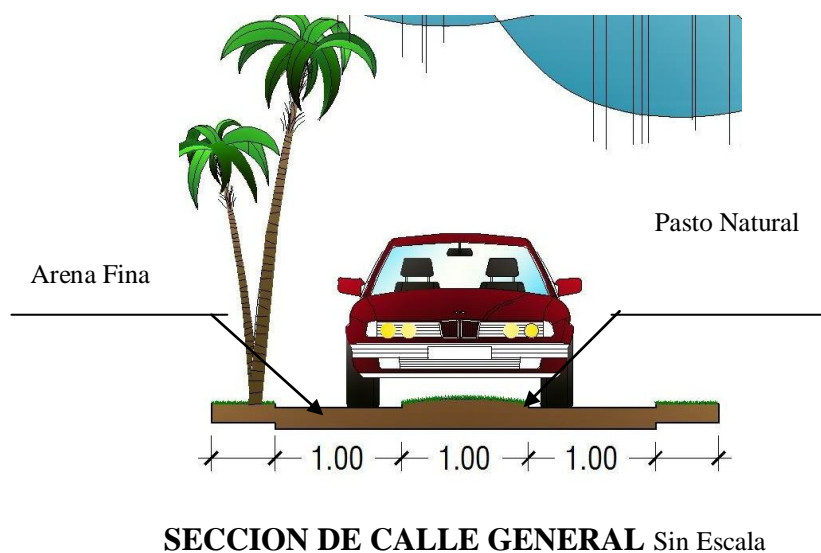 Pasto Natural
Arena Fina
1.00 1.00 1.00
SECCION DE CALLE GENERAL Sin Escala